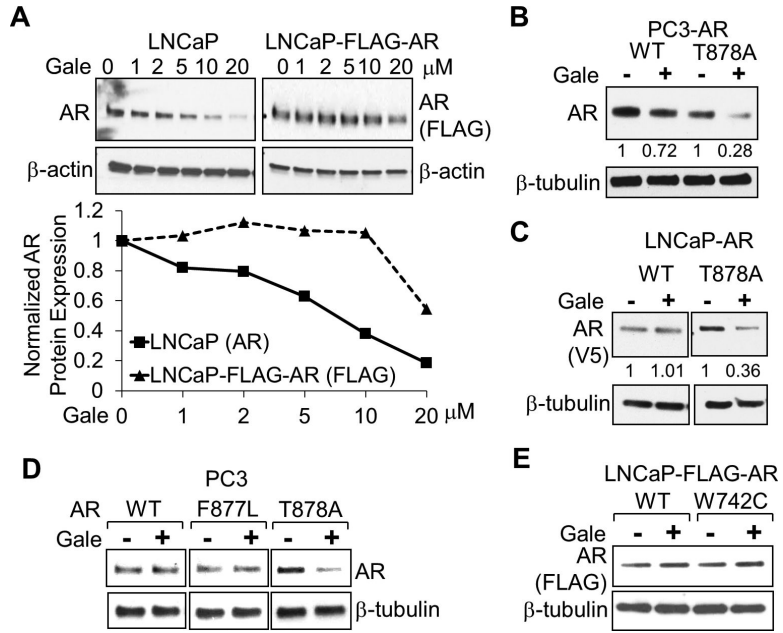 A
LNCaP LNCaP-FLAG-AR
Gale 0 1 2 5 10 20 0 1 2 5 10 20 μM
AR AR (FLAG)
β-actin β-actin
Normalized AR Protein Expression
1.2
1
0.8
0.6
0.4
0.2
0
LNCaP (AR)
LNCaP-FLAG-AR (FLAG)
Gale 0 1 2 5 10 20 μM
B
PC3-AR
WT T878A
Gale - + - +
AR
1 0.72 1 0.28
β-tubulin
C
LNCaP-AR
WT T878A
Gale - + - +
AR
(V5)
1 1.01 1 0.36
β-tubulin
D
PC3
AR WT F877L T878A
Gale - + - + - +
AR
β-tubulin
E
LNCaP-FLAG-AR
WT W742C
Gale - + - +
AR
(FLAG)
β-tubulin